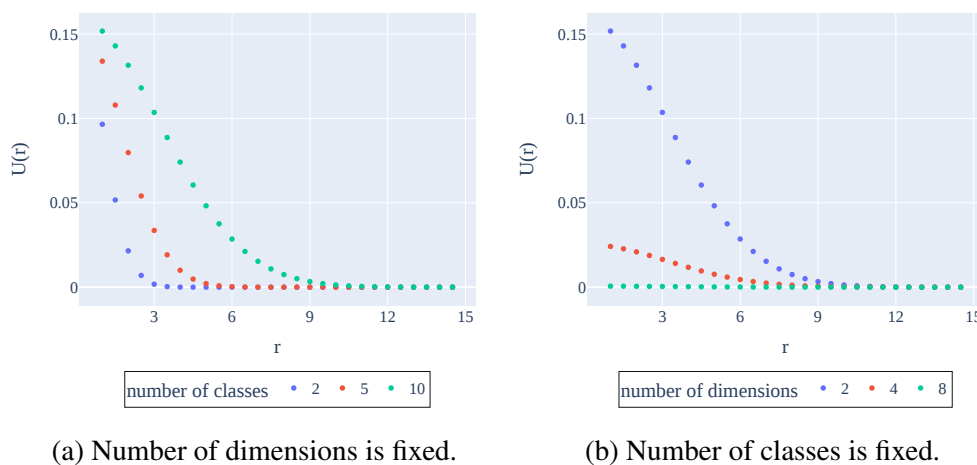 0.15
0.1
0.05
0
U(r)
3
6
9
12
15
r
number of classes 2 5 10
(a) Number of dimensions is fixed.
0.15
0.1
0.05
0
U(r)
3
6
9
12
15
r
number of dimensions 2 4 8
(b) Number of classes is fixed.